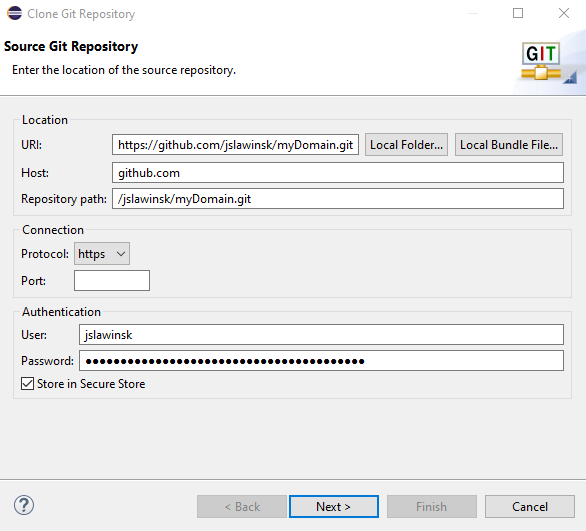 Clone Git Repository
Source Git Repository
Enter the location of the source repository.
GIT
Location
URI: https://github.com/jslawinsk/myDomain.git Local Folder... Local Bundle File...
Host: github.com
Repository path: /jslawinsk/myDomain.git
Connection
Protocol: https
Port:
Authentication
User: jslawinsk
Password: ●●●●●●●●●●●●●●●●●●●●●●●●●●●●●●●●●●●●●●●●
Store in Secure Store
? < Back Next > Finish Cancel